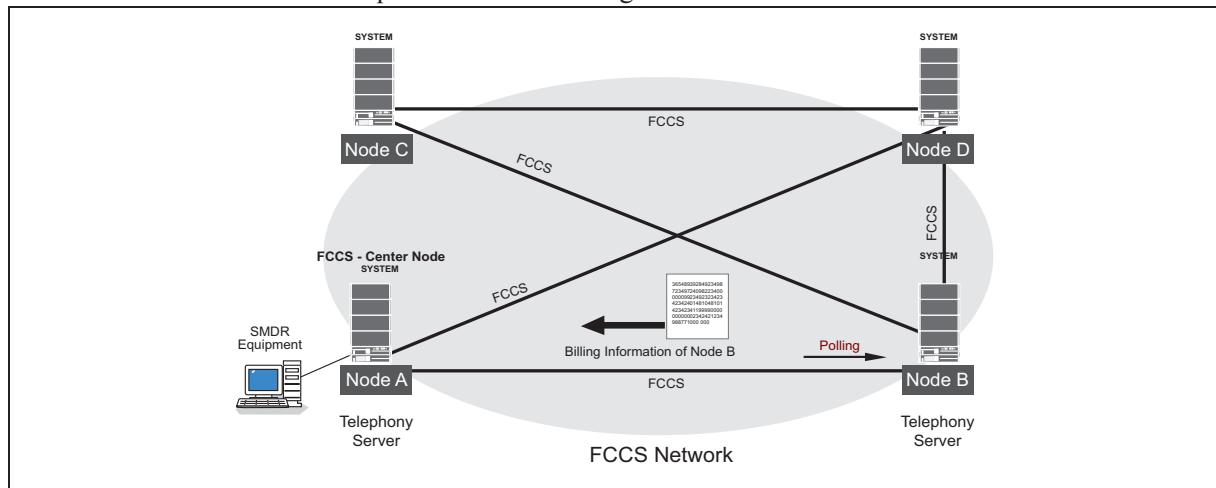 SYSTEM
SYSTEM
FCCS
Node C
Node D
FCCS
FCCS
FCCS - Center Node
SYSTEM
SYSTEM
FCCS
SMDR
Equipment
Billing Information of Node B
Polling
Node A
FCCS
Node B
Telephony
Server
Telephony
Server
FCCS Network